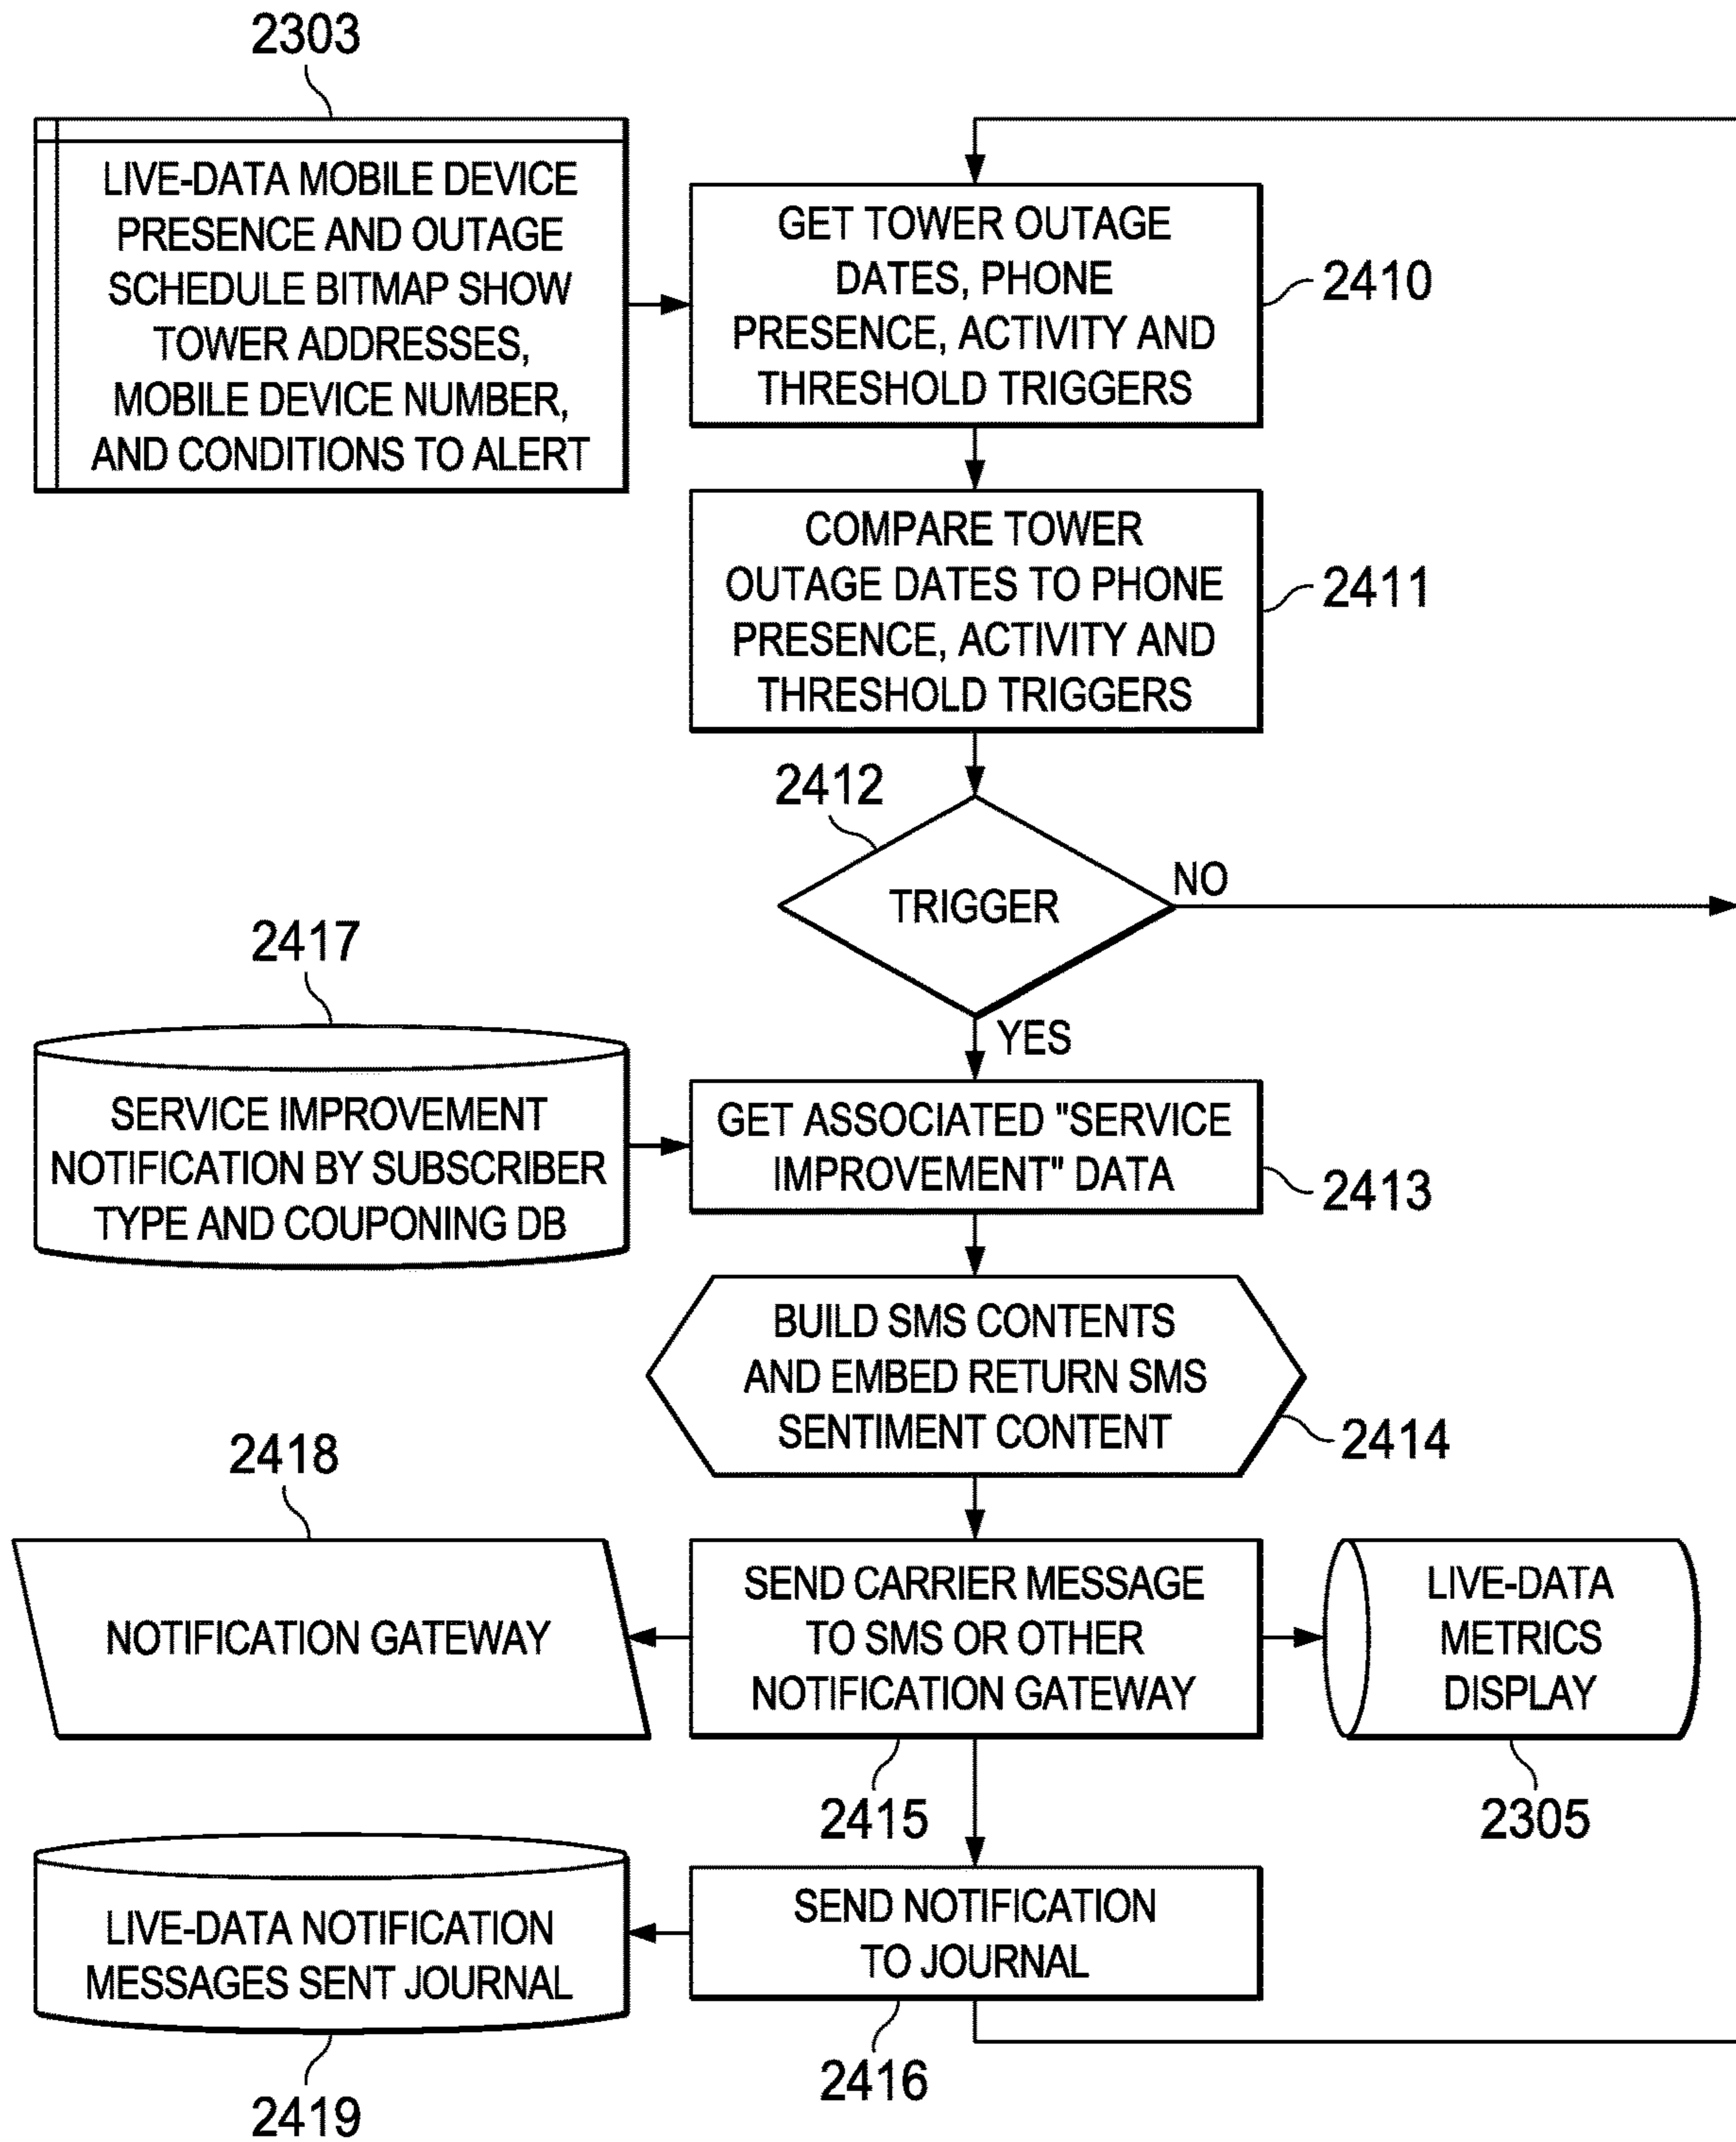 2303
LIVE-DATA MOBILE DEVICE
PRESENCE AND OUTAGE
SCHEDULE BITMAP SHOW
TOWER ADDRESSES,
MOBILE DEVICE NUMBER,
AND CONDITIONS TO ALERT
GET TOWER OUTAGE
DATES, PHONE
PRESENCE, ACTIVITY AND
THRESHOLD TRIGGERS
2410
COMPARE TOWER
OUTAGE DATES TO PHONE
PRESENCE, ACTIVITY AND
THRESHOLD TRIGGERS
2411
2412
TRIGGER
NO
YES
2417
SERVICE IMPROVEMENT
NOTIFICATION BY SUBSCRIBER
TYPE AND COUPONING DB
GET ASSOCIATED "SERVICE
IMPROVEMENT" DATA
2413
BUILD SMS CONTENTS
AND EMBED RETURN SMS
SENTIMENT CONTENT
2414
2418
NOTIFICATION GATEWAY
SEND CARRIER MESSAGE
TO SMS OR OTHER
NOTIFICATION GATEWAY
2415
LIVE-DATA
METRICS
DISPLAY
2305
LIVE-DATA NOTIFICATION
MESSAGES SENT JOURNAL
2419
SEND NOTIFICATION
TO JOURNAL
2416